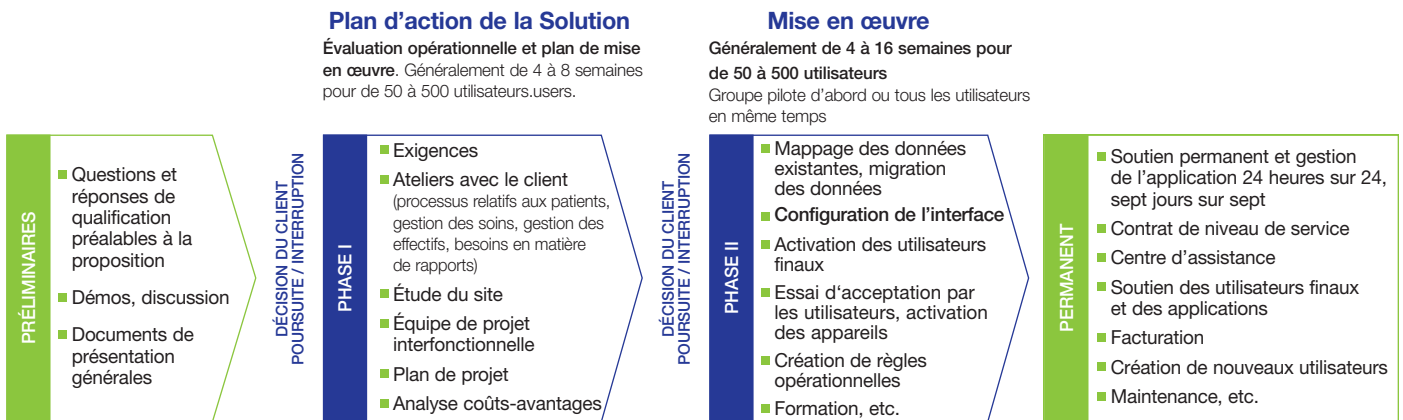 Plan d’action de la Solution
Évaluation opérationnelle et plan de mise
en œuvre. Généralement de 4 à 8 semaines
pour de 50 à 500 utilisateurs.users.
Mise en œuvre
Généralement de 4 à 16 semaines pour
de 50 à 500 utilisateurs
Groupe pilote d’abord ou tous les utilisateurs
en même temps
PRÉLIMINAIRES
Questions et
réponses de
qualification
préalables à la
proposition
Démos, discussion
Documents de
présentation
générales
DÉCISION DU CLIENT
POURSUITE / INTERRUPTION
PHASE I
Exigences
Ateliers avec le client
(processus relatifs aux patients,
gestion des soins, gestion des
effectifs, besoins en matière
de rapports)
Étude du site
Équipe de projet
interfonctionnelle
Plan de projet
Analyse coûts-avantages
DÉCISION DU CLIENT
POURSUITE / INTERRUPTION
PHASE II
Mappage des données
existantes, migration
des données
Configuration de l’interface
Activation des utilisateurs
finaux
Essai d‘acceptation par
les utilisateurs, activation
des appareils
Création de règles
opérationnelles
Formation, etc.
PERMANENT
Soutien permanent et gestion
de l’application 24 heures sur 24,
sept jours sur sept
Contrat de niveau de service
Centre d’assistance
Soutien des utilisateurs finaux
et des applications
Facturation
Création de nouveaux utilisateurs
Maintenance, etc.